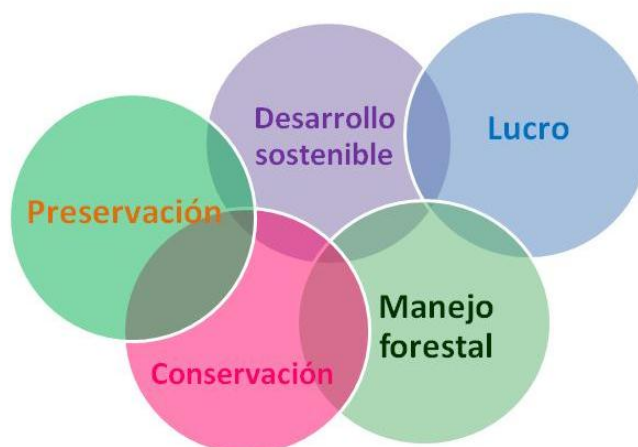 Desarrollo
sostenible
Lucro
Preservación
Manejo
forestal
Conservación